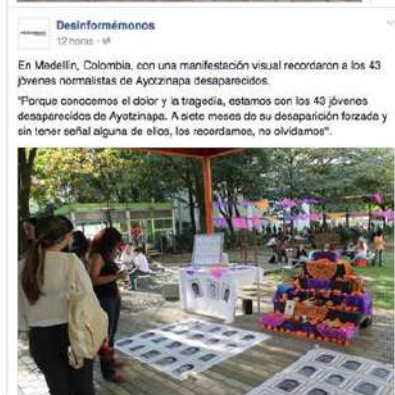 Desinformémonos
12 horas ·
En Medellín, Colombia, con una manifestación visual recordaron a los 43
jóvenes normalistas de Ayotzinapa desaparecidos.
"Porque conocemos el dolor y la tragedia, estamos con los 43 jóvenes
desaparecidos de Ayotzinapa. A siete meses de su desaparición forzada y
sin tener señal alguna de ellos, los recordamos, no olvidamos".